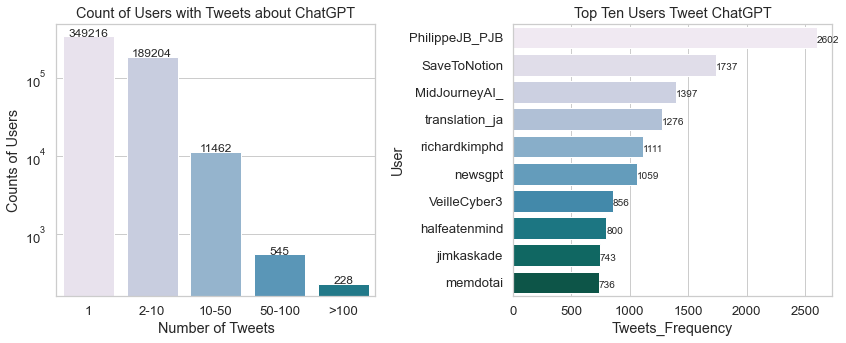 Count of Users with Tweets about ChatGPT
349216
189204
11462
545
228
10^5
10^4
10^3
Counts of Users
1 2-10 10-50 50-100 >100
Number of Tweets
Top Ten Users Tweet ChatGPT
PhilippeJB_PJB 2602
SaveToNotion 1737
MidJourneyAI_ 1397
translation_ja 1276
richardkimphd 1111
newsgpt 1059
VeilleCyber3 856
halfeatenmind 800
jimkaskade 743
memdotai 736
User
0 500 1000 1500 2000 2500
Tweets_Frequency